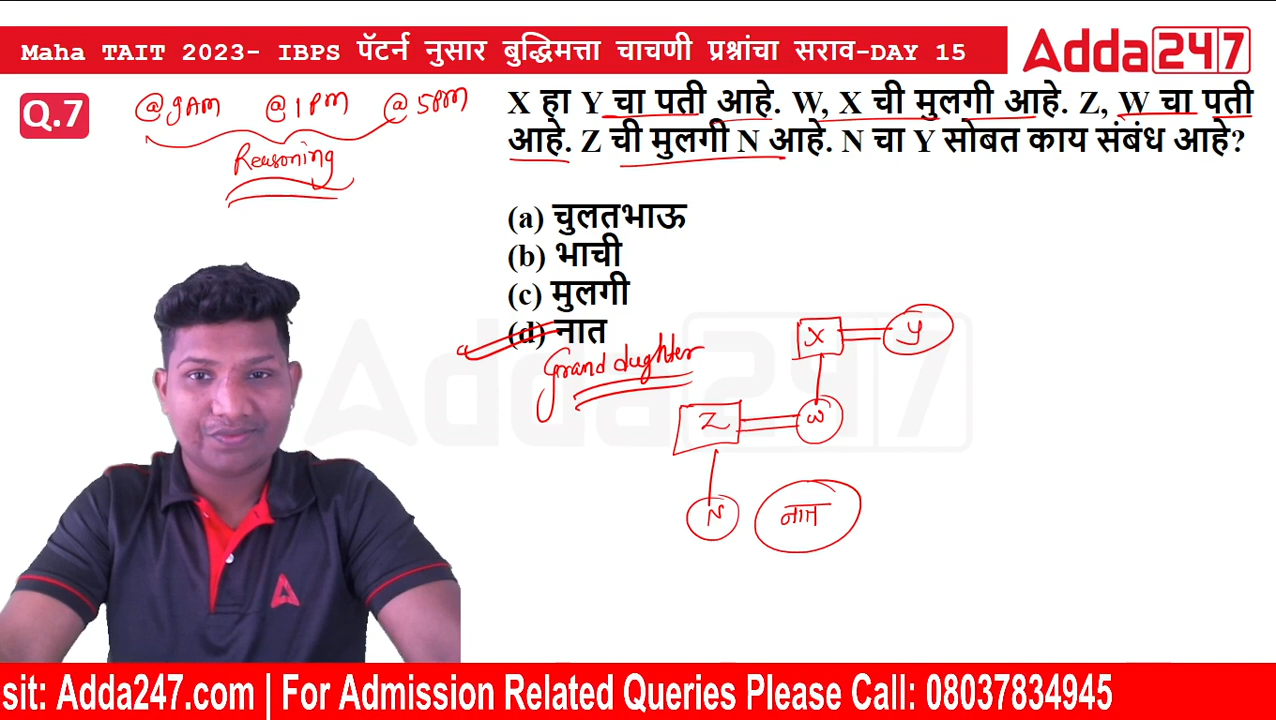 Maha TAIT 2023- IBPS पॅटर्न नुसार बुद्धिमत्ता चाचणी प्रश्नांचा सराव-DAY 15
Adda247
Q.7
@9AM @1PM @5PM
Reasoning
X हा Y चा पती आहे. W, X ची मुलगी आहे. Z, W चा पती
आहे. Z ची मुलगी N आहे. N चा Y सोबत काय संबंध आहे?
(a) चुलतभाऊ
(b) भाची
(c) मुलगी
(d) नात
Grand dughter
X Y
Z W
N नात
Adda247
sit: Adda247.com | For Admission Related Queries Please Call: 08037834945